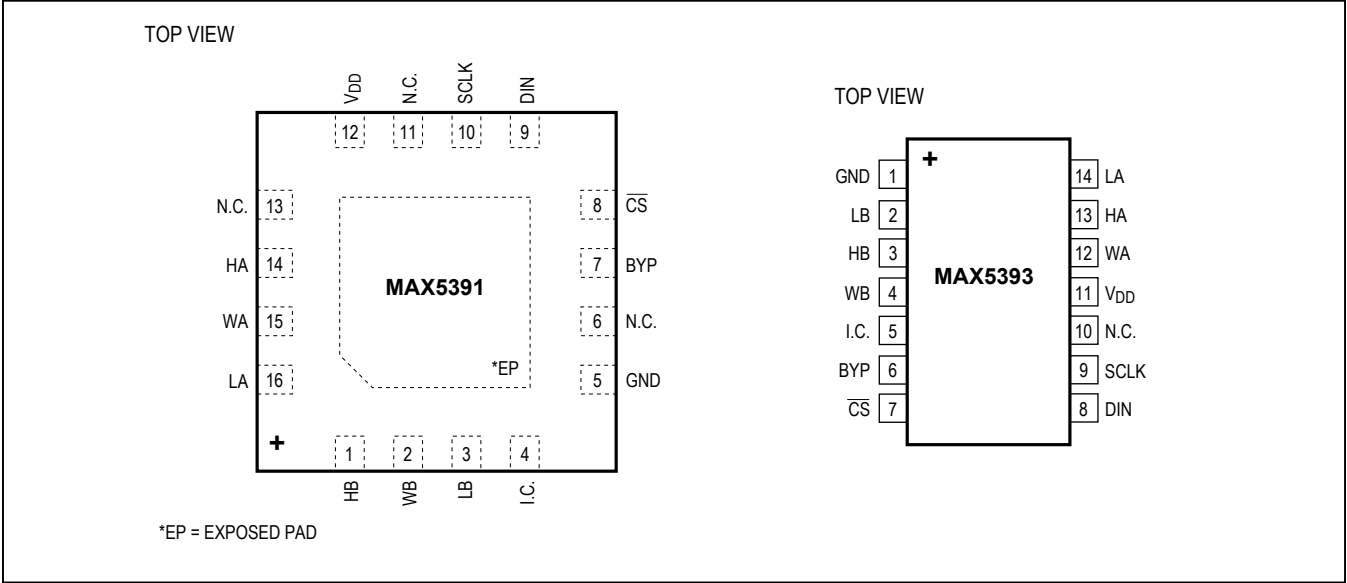 TOP VIEW
VDD N.C. SCLK DIN
12 11 10 9
N.C. 13
HA 14
WA 15
LA 16
8 C̅S̅
7 BYP
6 N.C.
5 GND
MAX5391
*EP
+
1 2 3 4
HB WB LB I.C.
*EP = EXPOSED PAD
TOP VIEW
+
GND 1
LB 2
HB 3
WB 4
I.C. 5
BYP 6
C̅S̅ 7
MAX5393
14 LA
13 HA
12 WA
11 VDD
10 N.C.
9 SCLK
8 DIN